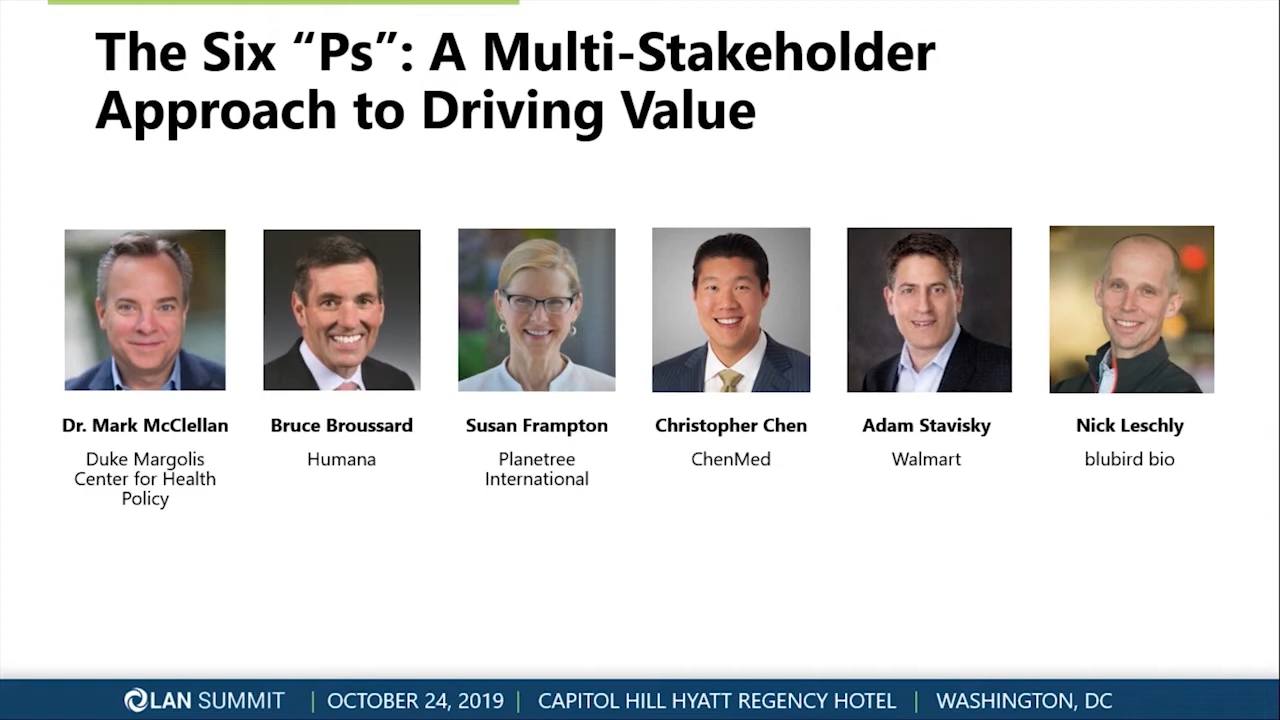 The Six “Ps”: A Multi-Stakeholder
Approach to Driving Value
Dr. Mark McClellan
Duke Margolis
Center for Health
Policy
Bruce Broussard
Humana
Susan Frampton
Planetree
International
Christopher Chen
ChenMed
Adam Stavisky
Walmart
Nick Leschly
blubird bio
LAN SUMMIT | OCTOBER 24, 2019 | CAPITOL HILL HYATT REGENCY HOTEL | WASHINGTON, DC